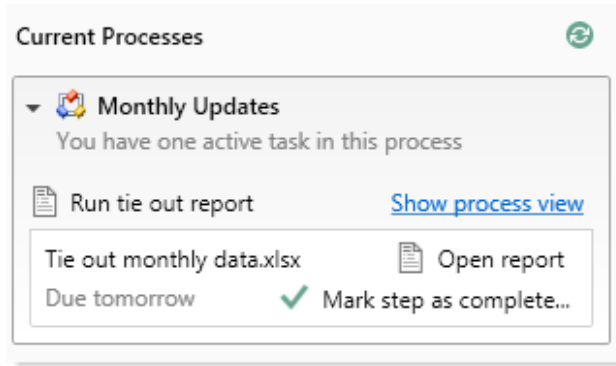 Current Processes
Monthly Updates
You have one active task in this process
Run tie out report Show process view
Tie out monthly data.xlsx Open report
Due tomorrow Mark step as complete...